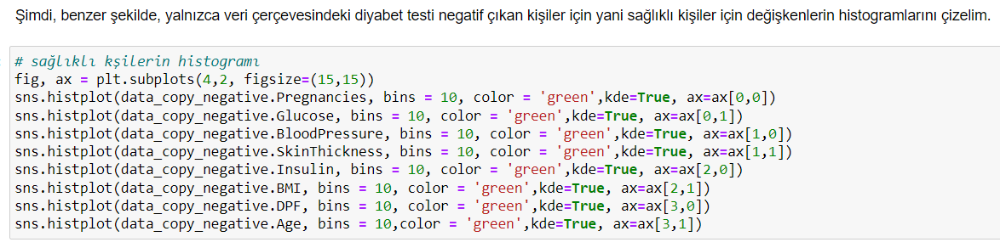 Şimdi, benzer şekilde, yalnızca veri çerçevesindeki diyabet testi negatif çıkan kişiler için yani sağlıklı kişiler için değişkenlerin histogramlarını çizelim.
# sağlıklı kşilerin histogramı
fig, ax = plt.subplots(4,2, figsize=(15,15))
sns.histplot(data_copy_negative.Pregnancies, bins = 10, color = 'green',kde=True, ax=ax[0,0])
sns.histplot(data_copy_negative.Glucose, bins = 10, color = 'green',kde=True, ax=ax[0,1])
sns.histplot(data_copy_negative.BloodPressure, bins = 10, color = 'green',kde=True, ax=ax[1,0])
sns.histplot(data_copy_negative.SkinThickness, bins = 10, color = 'green',kde=True, ax=ax[1,1])
sns.histplot(data_copy_negative.Insulin, bins = 10, color = 'green',kde=True, ax=ax[2,0])
sns.histplot(data_copy_negative.BMI, bins = 10, color = 'green',kde=True, ax=ax[2,1])
sns.histplot(data_copy_negative.DPF, bins = 10, color = 'green',kde=True, ax=ax[3,0])
sns.histplot(data_copy_negative.Age, bins = 10,color = 'green',kde=True, ax=ax[3,1])